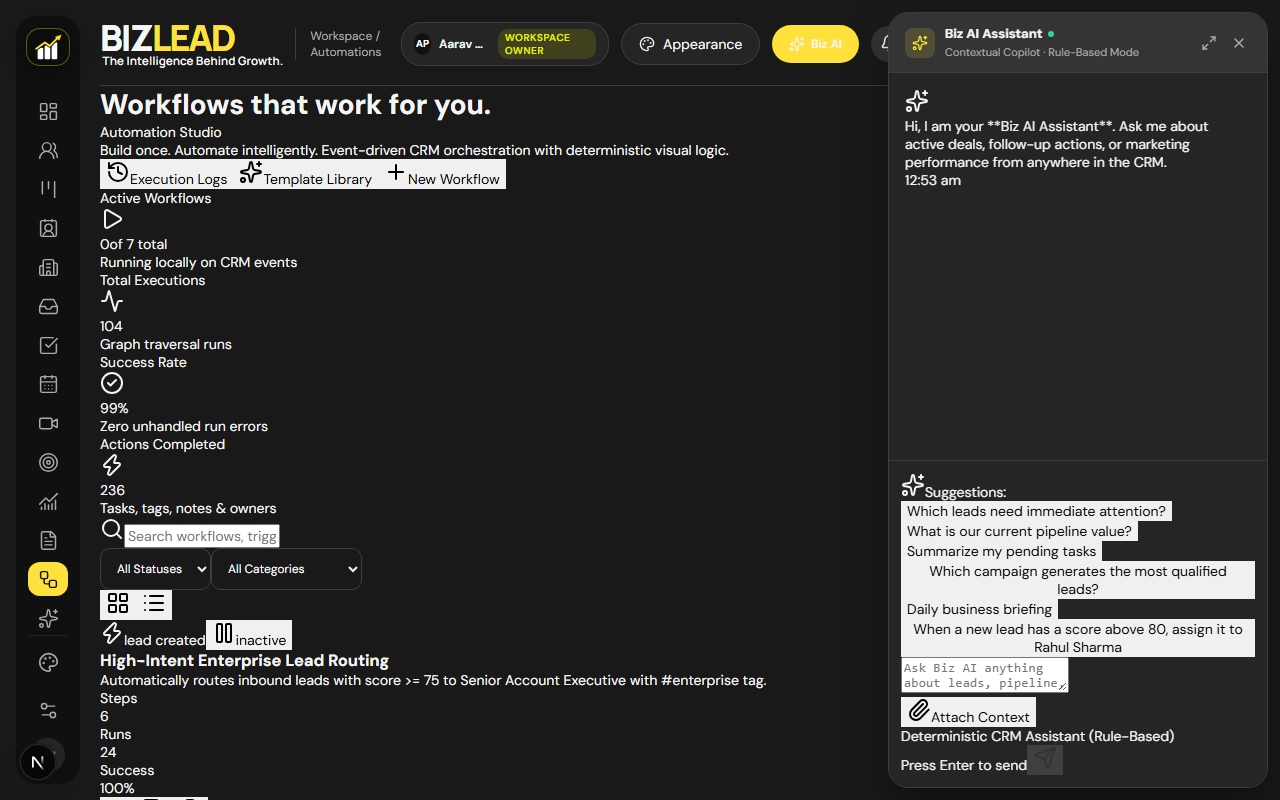 BIZLEAD
The Intelligence Behind Growth.
Workspace /
Automations
AP
Aarav ...
WORKSPACE
OWNER
Appearance
Biz AI
Workflows that work for you.
Automation Studio
Build once. Automate intelligently. Event-driven CRM orchestration with deterministic visual logic.
Execution Logs
Template Library
New Workflow
Active Workflows
0of 7 total
Running locally on CRM events
Total Executions
104
Graph traversal runs
Success Rate
99%
Zero unhandled run errors
Actions Completed
236
Tasks, tags, notes & owners
Search workflows, trigg
All Statuses
All Categories
lead created
inactive
High-Intent Enterprise Lead Routing
Automatically routes inbound leads with score >= 75 to Senior Account Executive with #enterprise tag.
Steps
6
Runs
24
Success
100%
N
Biz AI Assistant
Contextual Copilot · Rule-Based Mode
Hi, I am your **Biz AI Assistant**. Ask me about
active deals, follow-up actions, or marketing
performance from anywhere in the CRM.
12:53 am
Suggestions:
Which leads need immediate attention?
What is our current pipeline value?
Summarize my pending tasks
Which campaign generates the most qualified
leads?
Daily business briefing
When a new lead has a score above 80, assign it to
Rahul Sharma
Ask Biz AI anything
about leads, pipeline,
Attach Context
Deterministic CRM Assistant (Rule-Based)
Press Enter to send